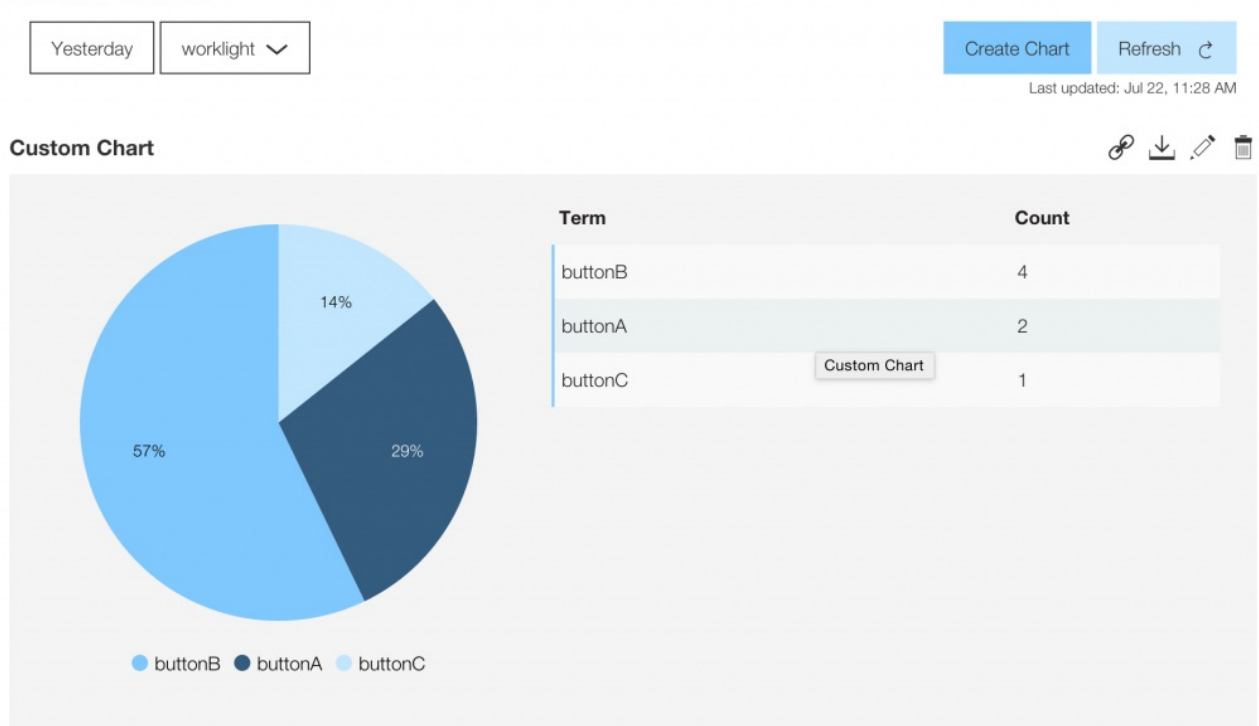 Yesterday worklight Create Chart Refresh
Last updated: Jul 22, 11:28 AM
Custom Chart
Term Count
buttonB 4
buttonA 2
Custom Chart
buttonC 1
14%
57% 29%
buttonB buttonA buttonC